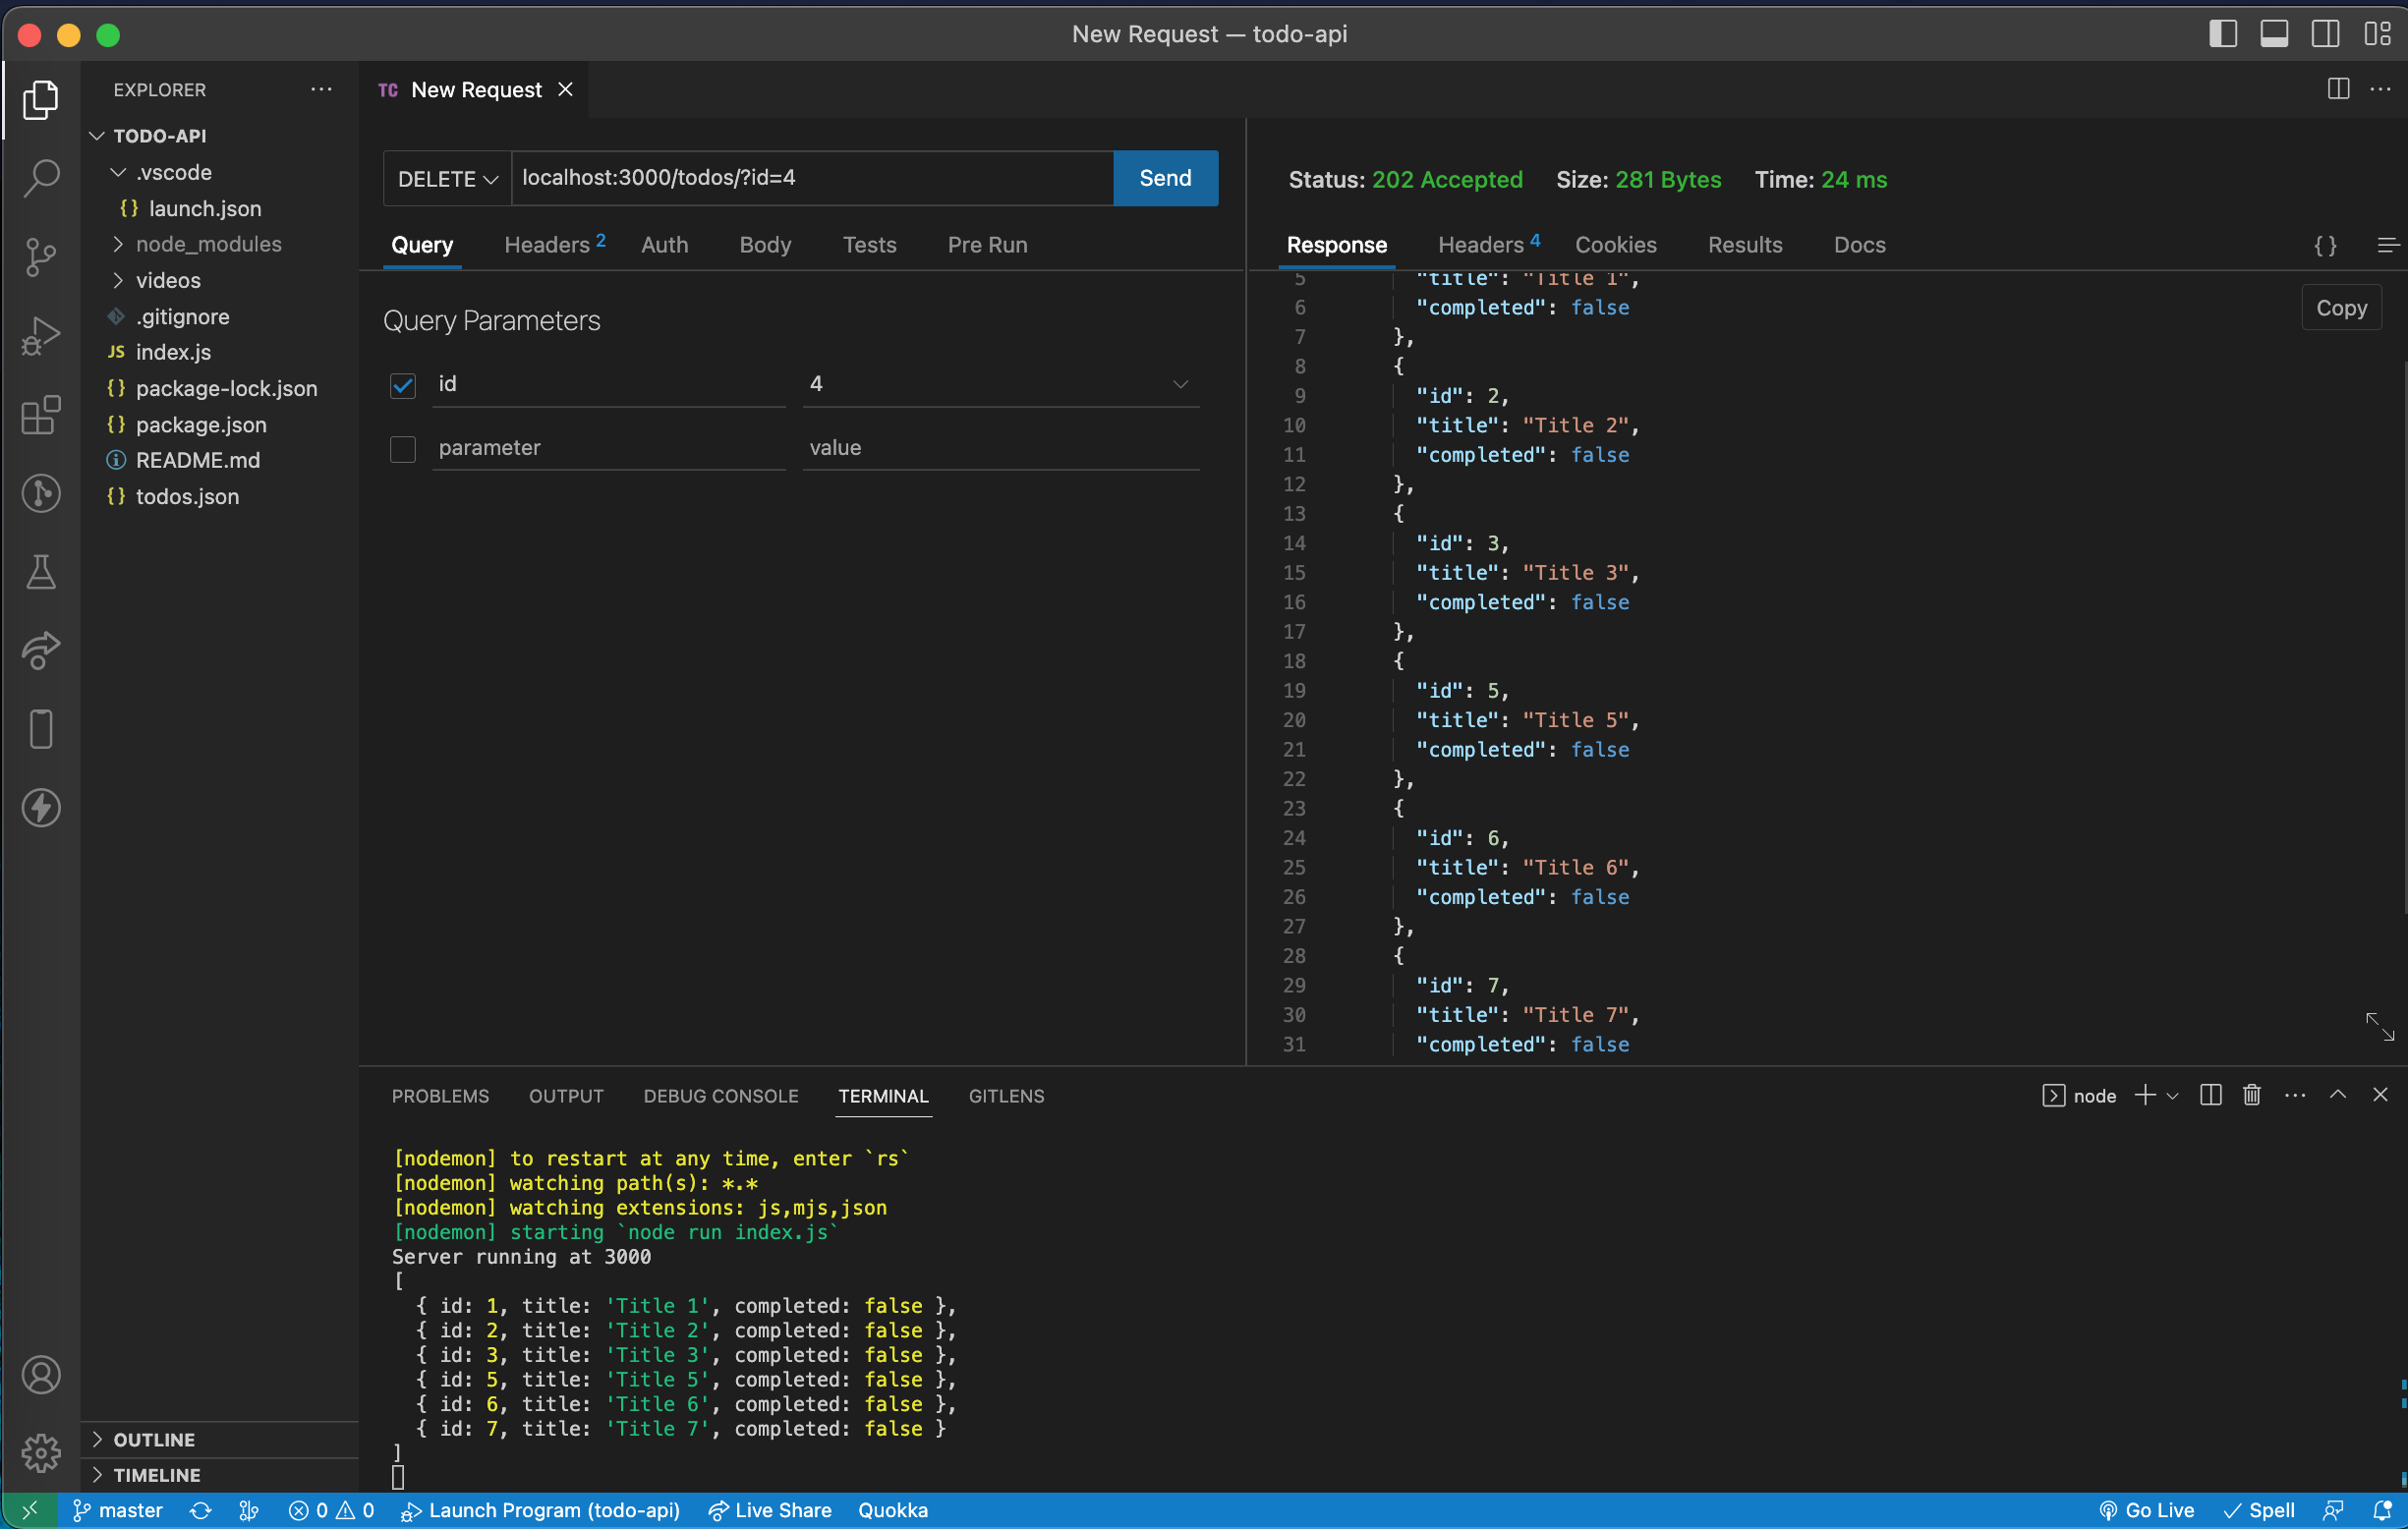 New Request — todo-api
EXPLORER
TODO-API
.vscode
{} launch.json
node_modules
videos
.gitignore
JS index.js
{} package-lock.json
{} package.json
README.md
{} todos.json
OUTLINE
TIMELINE
TC New Request
DELETE localhost:3000/todos/?id=4 Send
Query Headers 2 Auth Body Tests Pre Run
Query Parameters
id 4
parameter value
Status: 202 Accepted Size: 281 Bytes Time: 24 ms
Response Headers 4 Cookies Results Docs {}
Copy
5 "title": "Title 1",
6 "completed": false
7 },
8 {
9 "id": 2,
10 "title": "Title 2",
11 "completed": false
12 },
13 {
14 "id": 3,
15 "title": "Title 3",
16 "completed": false
17 },
18 {
19 "id": 5,
20 "title": "Title 5",
21 "completed": false
22 },
23 {
24 "id": 6,
25 "title": "Title 6",
26 "completed": false
27 },
28 {
29 "id": 7,
30 "title": "Title 7",
31 "completed": false
PROBLEMS OUTPUT DEBUG CONSOLE TERMINAL GITLENS node
[nodemon] to restart at any time, enter `rs`
[nodemon] watching path(s): *.*
[nodemon] watching extensions: js,mjs,json
[nodemon] starting `node run index.js`
Server running at 3000
[
{ id: 1, title: 'Title 1', completed: false },
{ id: 2, title: 'Title 2', completed: false },
{ id: 3, title: 'Title 3', completed: false },
{ id: 5, title: 'Title 5', completed: false },
{ id: 6, title: 'Title 6', completed: false },
{ id: 7, title: 'Title 7', completed: false }
]
master 0 0 Launch Program (todo-api) Live Share Quokka Go Live Spell